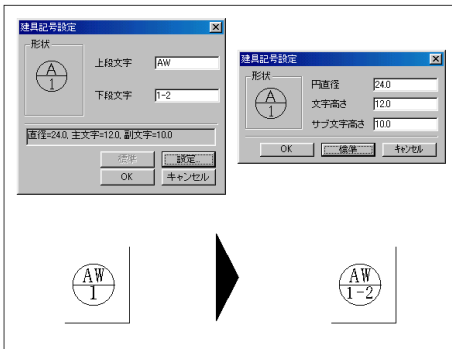 建具記号設定
形状
A
1
上段文字 AW
下段文字 1-2
直径=24.0, 主文字=12.0, 副文字=10.0
標準 設定...
OK キャンセル
建具記号設定
形状
A
1
円直径 24.0
文字高さ 12.0
サブ文字高さ 10.0
OK 標準 キャンセル
AW
1
AW
1-2